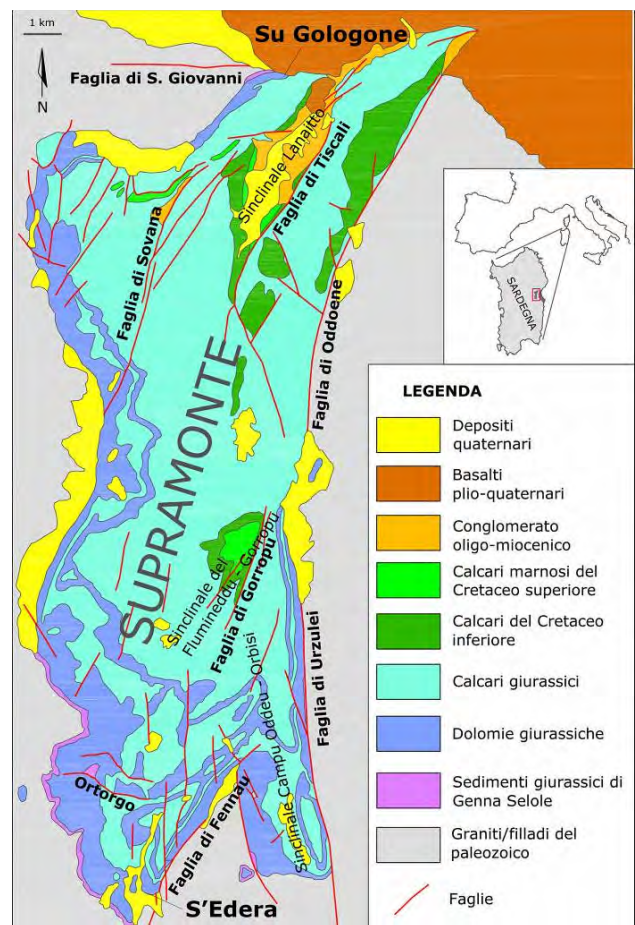 1 km
N
Su Gologone
Faglia di S. Giovanni
Sinclinale Lanaitto
Faglia di Tiscali
Faglia di Sovana
Faglia di Oddoene
SUPRAMONTE
Sinclinale del
Flumineddu - Gorropu
Faglia di Gorropu
Faglia di Urzulei
Sinclinale Campu Oddeu - Orbisi
Ortorgo
Faglia di Fennau
S'Edera
SARDEGNA
LEGENDA
Depositi
quaternari
Basalti
plio-quaternari
Conglomerato
oligo-miocenico
Calcari marnosi del
Cretaceo superiore
Calcari del Cretaceo
inferiore
Calcari giurassici
Dolomie giurassiche
Sedimenti giurassici di
Genna Selole
Graniti/filladi del
paleozoico
Faglie